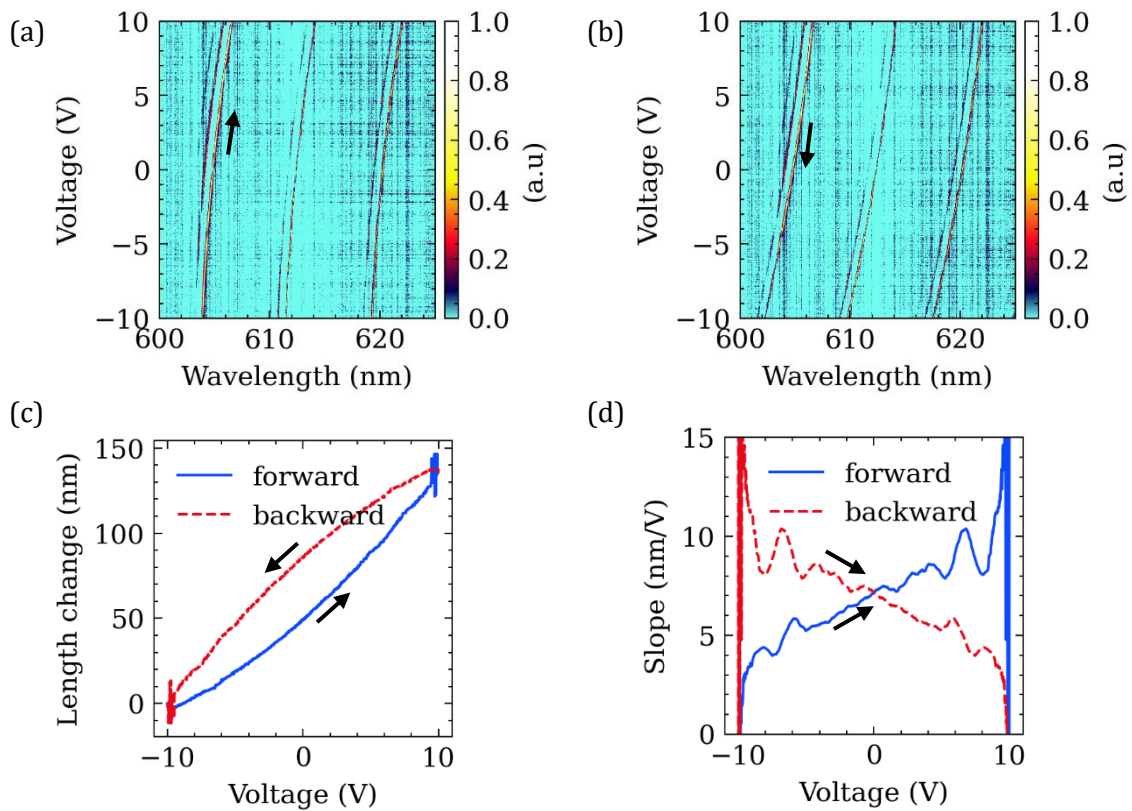 (a)
10
5
0
−5
−10
Voltage (V)
600
610
620
Wavelength (nm)
1.0
0.8
0.6
0.4
0.2
0.0
(a.u)
(b)
10
5
0
−5
−10
Voltage (V)
600
610
620
Wavelength (nm)
1.0
0.8
0.6
0.4
0.2
0.0
(a.u)
(c)
150
100
50
0
Length change (nm)
forward
backward
−10
0
10
Voltage (V)
(d)
15
10
5
0
Slope (nm/V)
forward
backward
−10
0
10
Voltage (V)